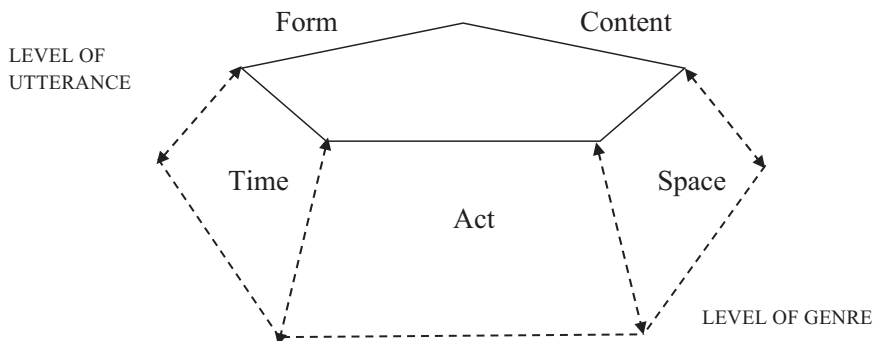 Form
Content
LEVEL OF
UTTERANCE
Time
Space
Act
LEVEL OF GENRE